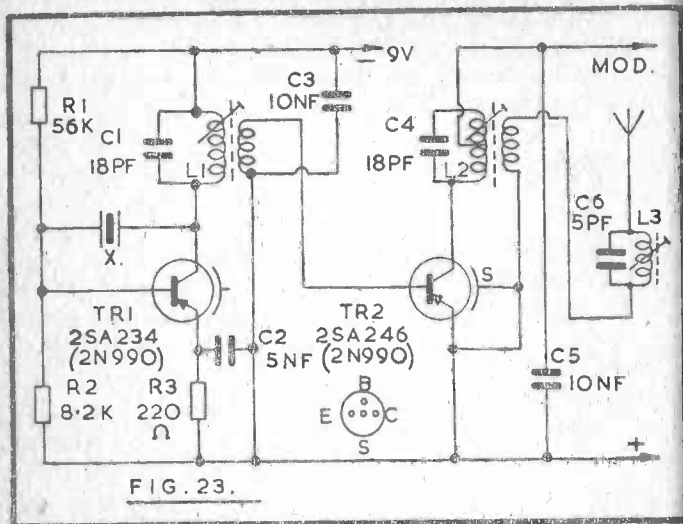 — 9V
MOD.
R1
56K
C1
18PF
L1
C3
10NF
C4
18PF
L2
C6
5PF
L3
X.
S
TR1
2SA234
(2N990)
C2
5NF
TR2
2SA246
(2N990)
C5
10NF
R2
8·2K
R3
220
Ω
B
E C
S
+
FIG. 23.